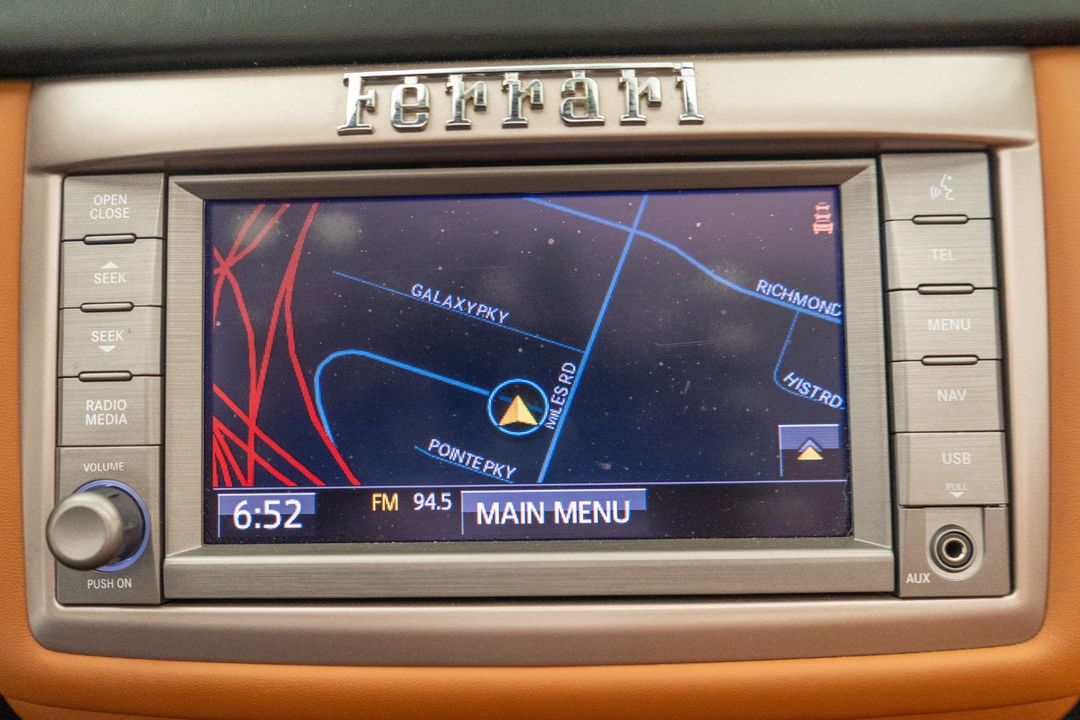 Ferrari
OPEN
CLOSE
SEEK
SEEK
RADIO
MEDIA
VOLUME
PUSH ON
GALAXY PKY
RICHMOND
MILES RD
HIST RD
POINTE PKY
6:52
FM 94.5
MAIN MENU
TEL
MENU
NAV
USB
PULL
AUX